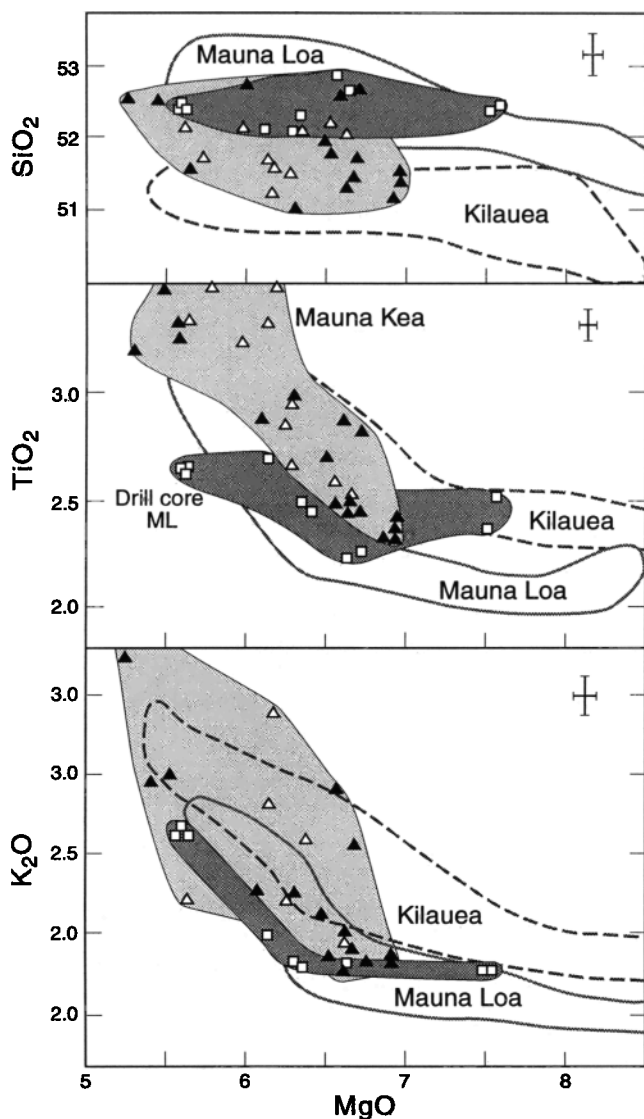 Mauna Loa
53
52
SiO2
51
Kilauea
Mauna Kea
3.0
TiO2
2.5
Drill core
ML
Kilauea
2.0
Mauna Loa
3.0
3.0
2.5
K2O
2.0
Kilauea
Mauna Loa
2.0
5
6
7
8
MgO